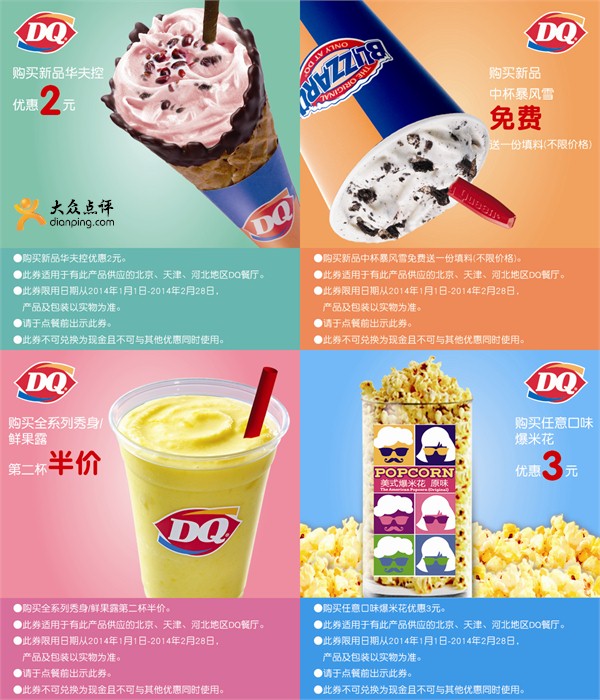 DQ
购买新品华夫控
优惠2元
大众点评
dianping.com
DQ
●购买新品华夫控优惠2元。
●此券适用于有此产品供应的北京、天津、河北地区DQ餐厅。
●此券限用日期从2014年1月1日-2014年2月28日,
产品及包装以实物为准。
●请于点餐前出示此券。
●此券不可兑换为现金且不可与其他优惠同时使用。
DQ
购买新品
中杯暴风雪
免费
送一份填料(不限价格)
THE ORIGINAL
BLIZZARD
ONLY AT DQ
●购买新品中杯暴风雪免费送一份填料(不限价格)。
●此券适用于有此产品供应的北京、天津、河北地区DQ餐厅。
●此券限用日期从2014年1月1日-2014年2月28日,
产品及包装以实物为准。
●请于点餐前出示此券。
●此券不可兑换为现金且不可与其他优惠同时使用。
DQ
购买全系列秀身/
鲜果露
第二杯半价
DQ
●购买全系列秀身/鲜果露第二杯半价。
●此券适用于有此产品供应的北京、天津、河北地区DQ餐厅。
●此券限用日期从2014年1月1日-2014年2月28日,
产品及包装以实物为准。
●请于点餐前出示此券。
●此券不可兑换为现金且不可与其他优惠同时使用。
DQ
购买任意口味
爆米花
优惠3元
POPCORN
美式爆米花 原味
The American Popcorn (Original)
●购买任意口味爆米花优惠3元。
●此券适用于有此产品供应的北京、天津、河北地区DQ餐厅。
●此券限用日期从2014年1月1日-2014年2月28日,
产品及包装以实物为准。
●请于点餐前出示此券。
●此券不可兑换为现金且不可与其他优惠同时使用。